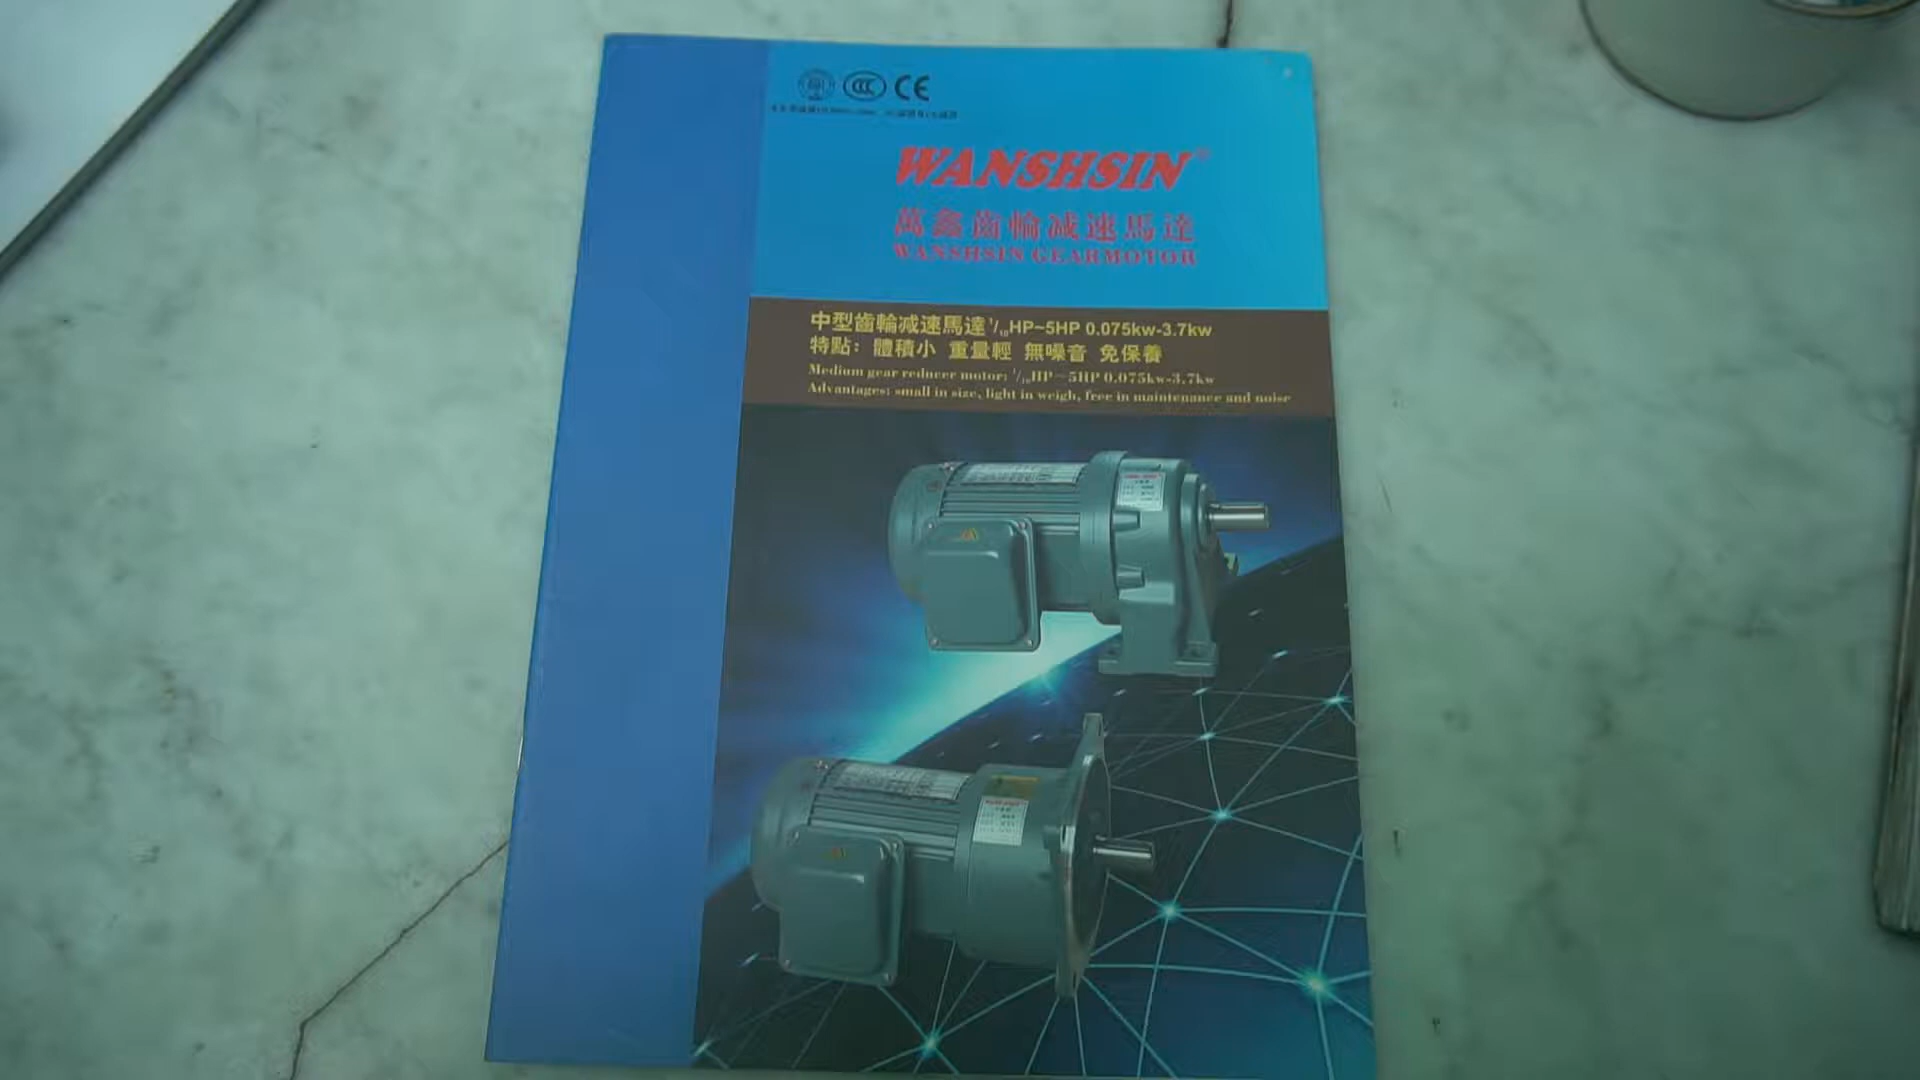 CCC CE
WANSHSIN®
萬鑫齒輪减速馬達
WANSHSIN GEARMOTOR
中型齒輪减速馬達 1/10HP~5HP 0.075kw-3.7kw
特點: 體積小 重量輕 無噪音 免保養
Medium gear reducer motor: 1/10HP~5HP 0.075kw-3.7kw
Advantages: small in size, light in weigh, free in maintenance and noise